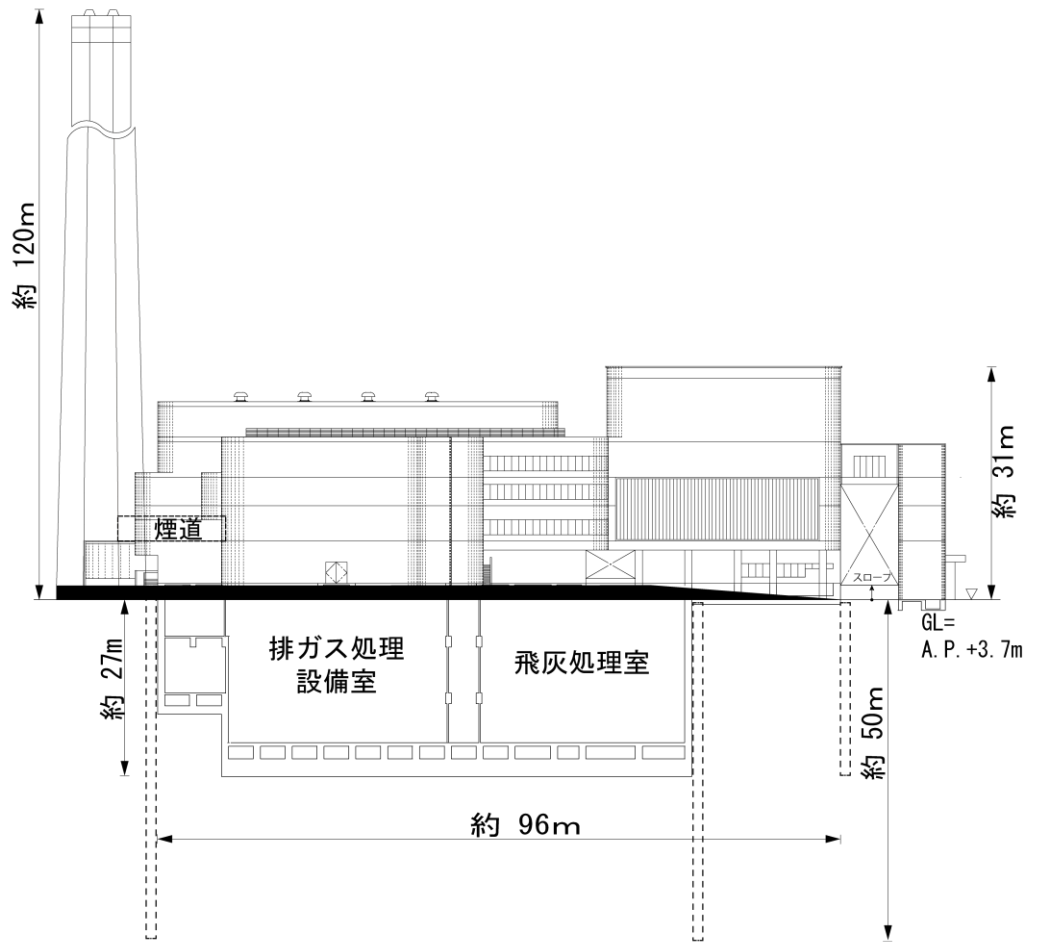 約 120m
約 31m
煙道
スロープ
GL=
A.P.+3.7m
約 27m
排ガス処理
設備室
飛灰処理室
約 50m
約 96m